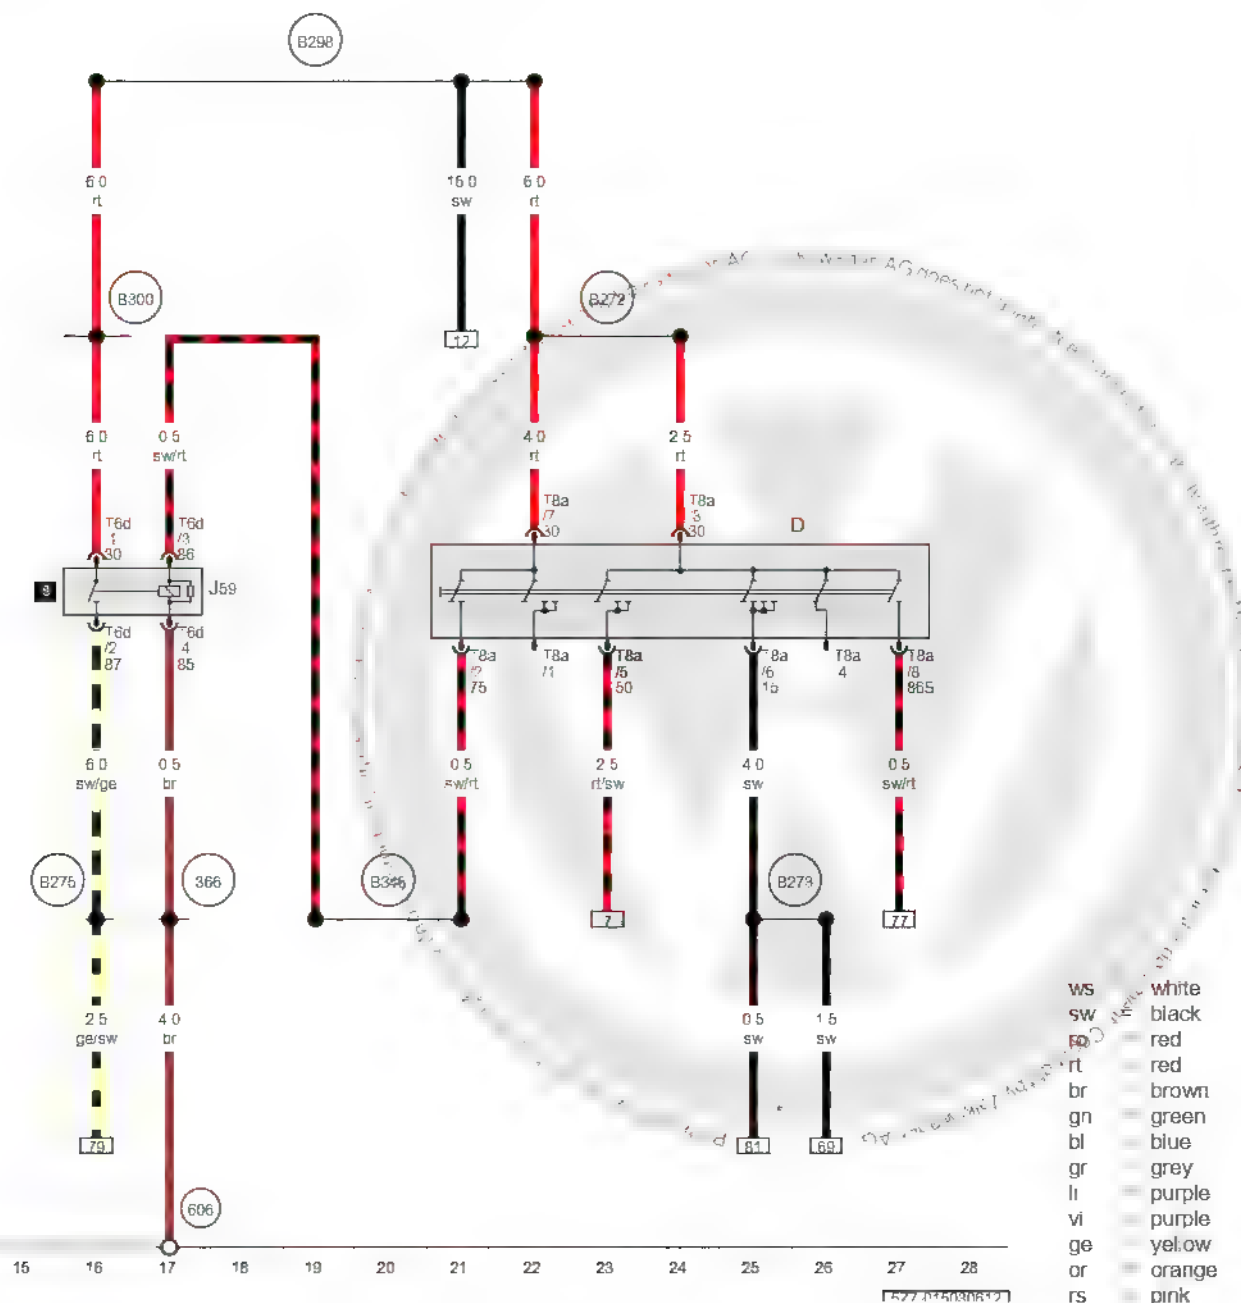 B298
6.0
rt
16.0
sw
6.0
rt
B300
B272
12
6.0
rt
0.5
sw/rt
4.0
rt
2.5
rt
T6d
1
30
T6d
/3
86
T8a
/7
30
T8a
3
30
D
J59
T6d
/2
87
T6d
4
85
T8a
/2
75
T8a
/1
T8a
/5
50
T8a
/6
15
T8a
4
T8a
/8
86S
6.0
sw/ge
0.5
br
0.5
sw/rt
2.5
rt/sw
4.0
sw
0.5
sw/rt
B275
366
B345
B273
7
77
2.5
ge/sw
4.0
br
0.5
sw
1.5
sw
79
81
69
606
AG does not
AG
15 16 17 18 19 20 21 22 23 24 25 26 27 28
S77-015030612
ws = white
sw = black
ro = red
rt = red
br = brown
gn = green
bl = blue
gr = grey
li = purple
vi = purple
ge = yellow
or = orange
rs = pink